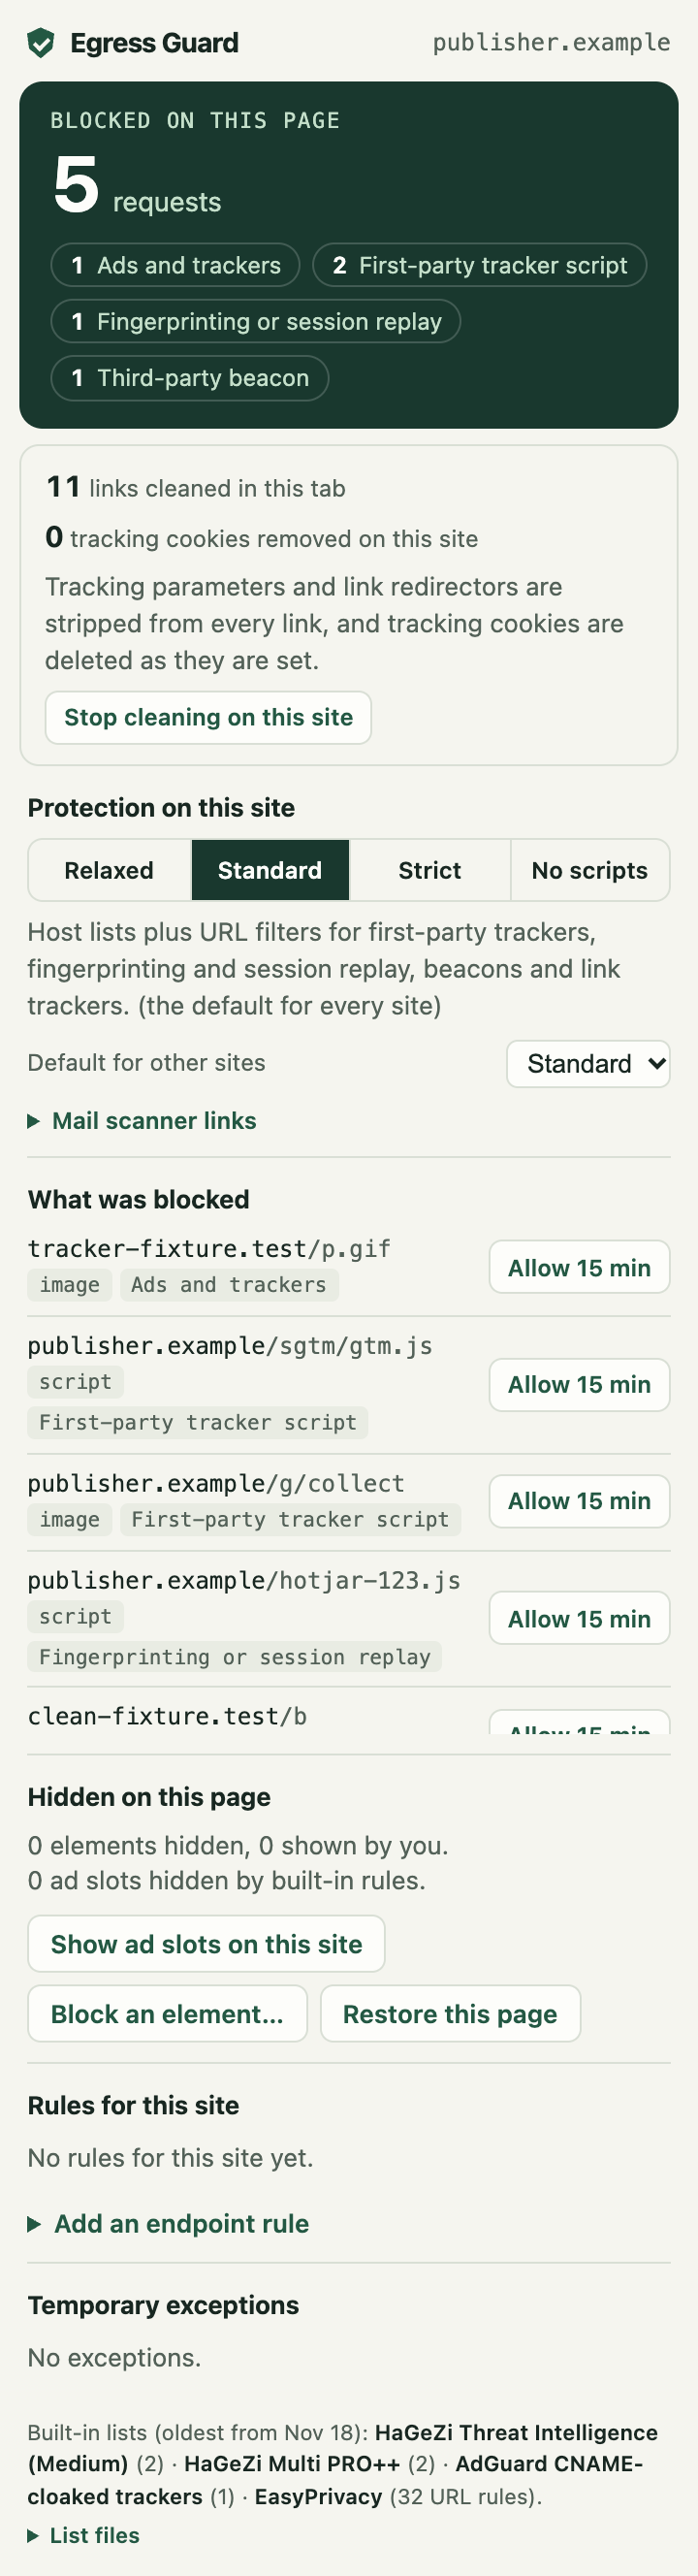 Egress Guard publisher.example
BLOCKED ON THIS PAGE
5 requests
1 Ads and trackers 2 First-party tracker script
1 Fingerprinting or session replay
1 Third-party beacon
11 links cleaned in this tab
0 tracking cookies removed on this site
Tracking parameters and link redirectors are
stripped from every link, and tracking cookies are
deleted as they are set.
Stop cleaning on this site
Protection on this site
Relaxed Standard Strict No scripts
Host lists plus URL filters for first-party trackers,
fingerprinting and session replay, beacons and link
trackers. (the default for every site)
Default for other sites Standard
Mail scanner links
What was blocked
tracker-fixture.test/p.gif
image Ads and trackers Allow 15 min
publisher.example/sgtm/gtm.js
script Allow 15 min
First-party tracker script
publisher.example/g/collect
image First-party tracker script Allow 15 min
publisher.example/hotjar-123.js
script Allow 15 min
Fingerprinting or session replay
clean-fixture.test/b
Allow 15 min
Hidden on this page
0 elements hidden, 0 shown by you.
0 ad slots hidden by built-in rules.
Show ad slots on this site
Block an element... Restore this page
Rules for this site
No rules for this site yet.
Add an endpoint rule
Temporary exceptions
No exceptions.
Built-in lists (oldest from Nov 18): HaGeZi Threat Intelligence
(Medium) (2) · HaGeZi Multi PRO++ (2) · AdGuard CNAME-
cloaked trackers (1) · EasyPrivacy (32 URL rules).
List files